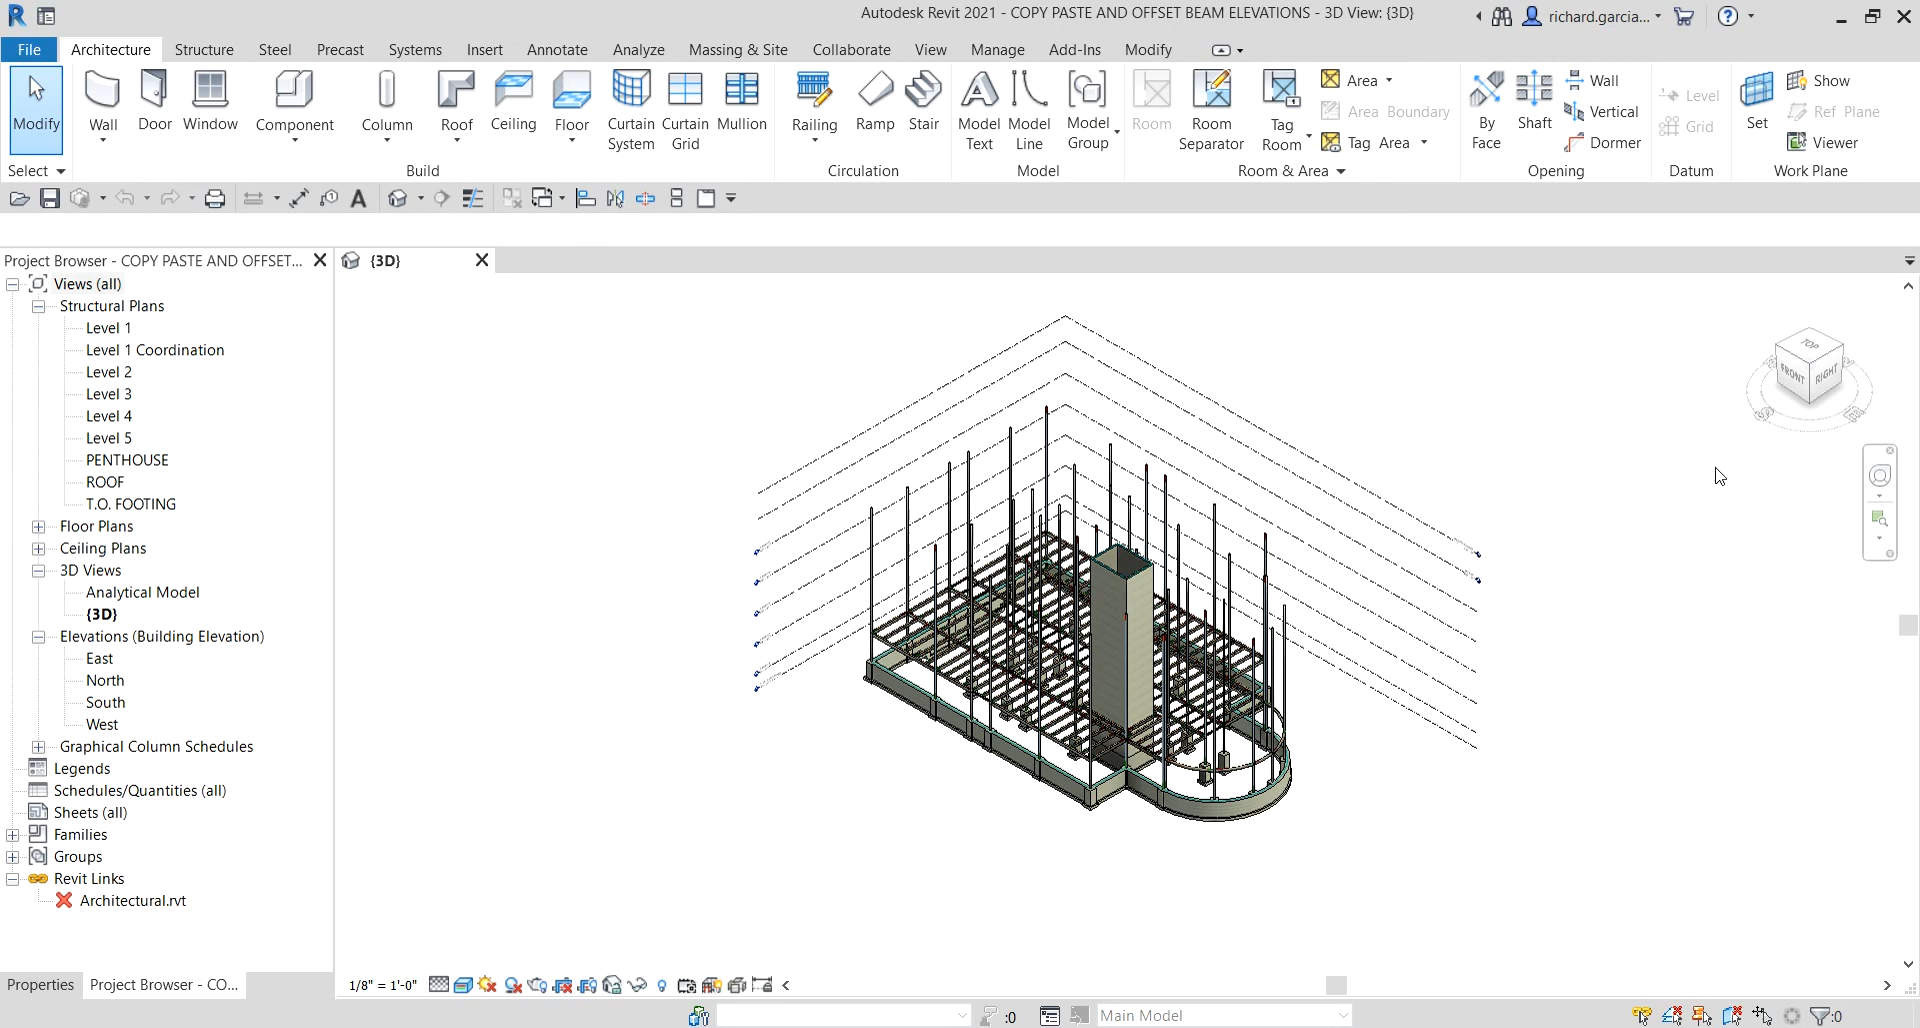 Autodesk Revit 2021 - COPY PASTE AND OFFSET BEAM ELEVATIONS - 3D View: {3D}
richard.garcia...
File Architecture Structure Steel Precast Systems Insert Annotate Analyze Massing & Site Collaborate View Manage Add-Ins Modify
Modify
Wall
Door
Window
Component
Column
Roof
Ceiling
Floor
Curtain System
Curtain Grid
Mullion
Railing
Ramp
Stair
Model Text
Model Line
Model Group
Room
Room Separator
Tag Room
Area
Area Boundary
Tag Area
By Face
Shaft
Wall
Vertical
Dormer
Level
Grid
Set
Show
Ref Plane
Viewer
Select Build Circulation Model Room & Area Opening Datum Work Plane
Project Browser - COPY PASTE AND OFFSET...
{3D}
Views (all)
Structural Plans
Level 1
Level 1 Coordination
Level 2
Level 3
Level 4
Level 5
PENTHOUSE
ROOF
T.O. FOOTING
Floor Plans
Ceiling Plans
3D Views
Analytical Model
{3D}
Elevations (Building Elevation)
East
North
South
West
Graphical Column Schedules
Legends
Schedules/Quantities (all)
Sheets (all)
Families
Groups
Revit Links
Architectural.rvt
TOP
FRONT
RIGHT
Properties
Project Browser - CO...
1/8" = 1'-0"
:0
Main Model
:0